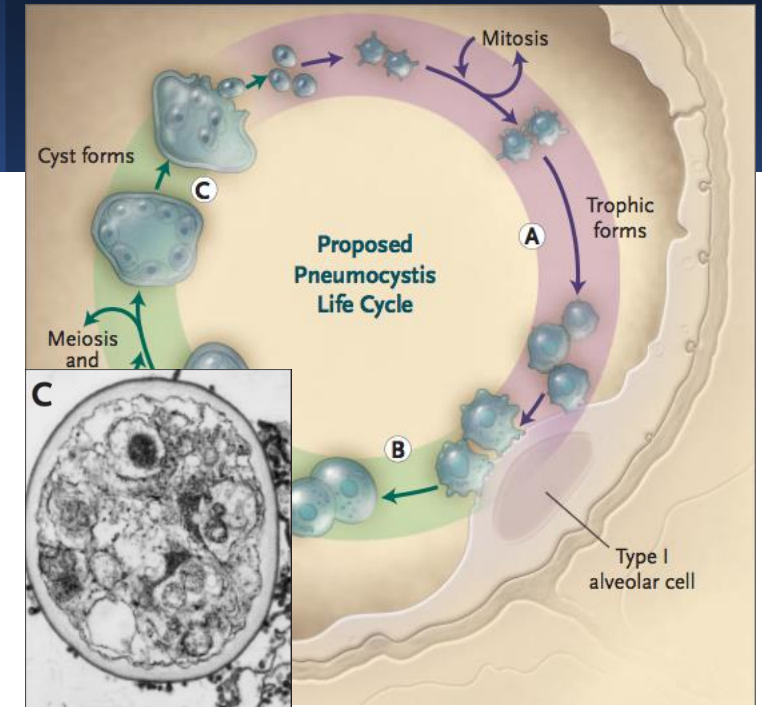 Mitosis
Cyst forms
C
Trophic
forms
A
Proposed
Pneumocystis
Life Cycle
Meiosis
and
C
B
Type I
alveolar cell